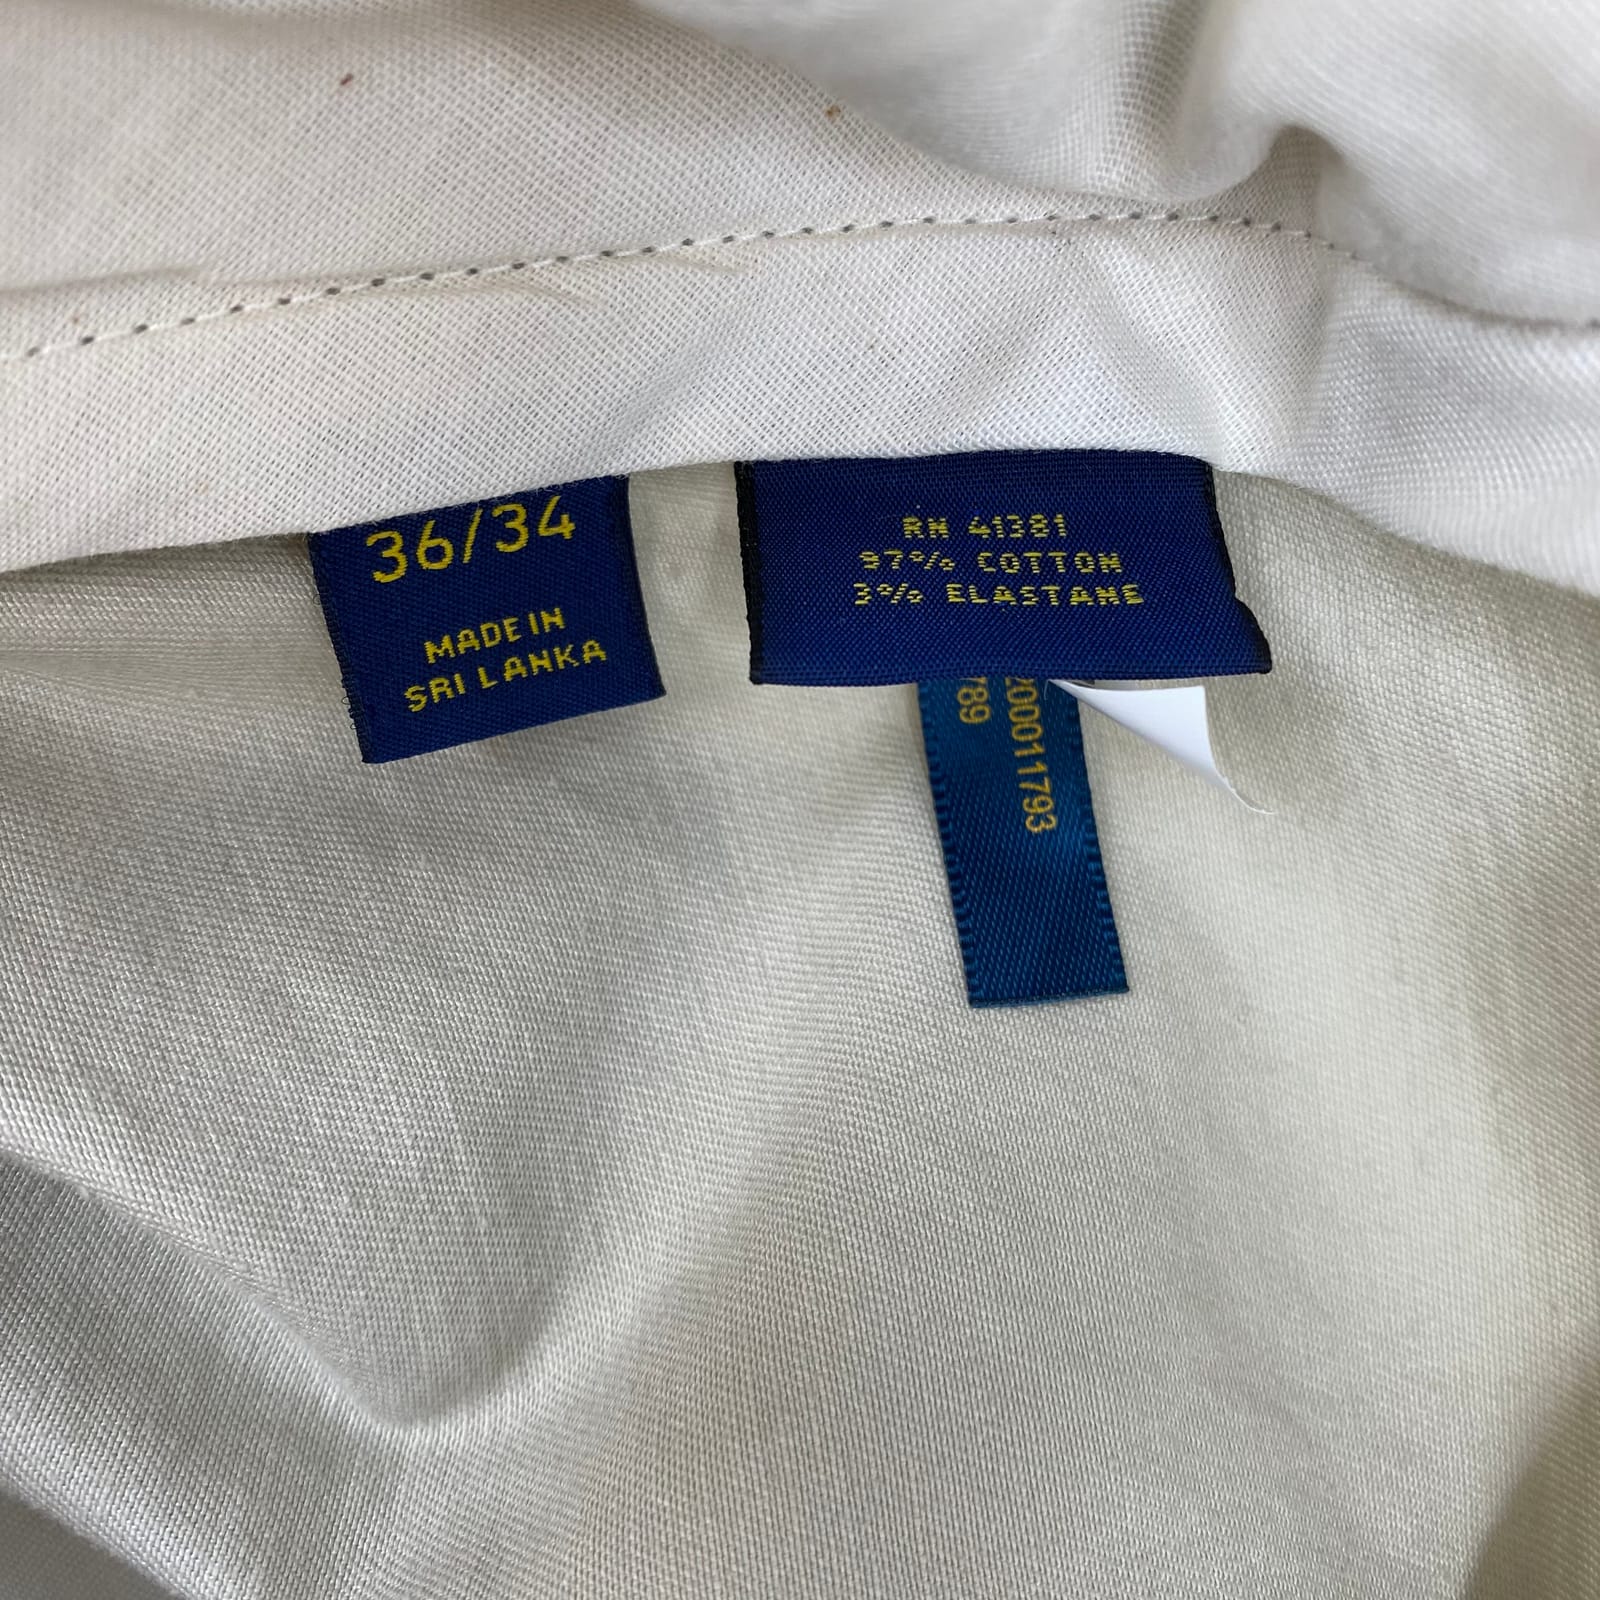 36/34
MADE IN
SRI LANKA
RN 41381
97% COTTON
3% ELASTANE
200011793
789